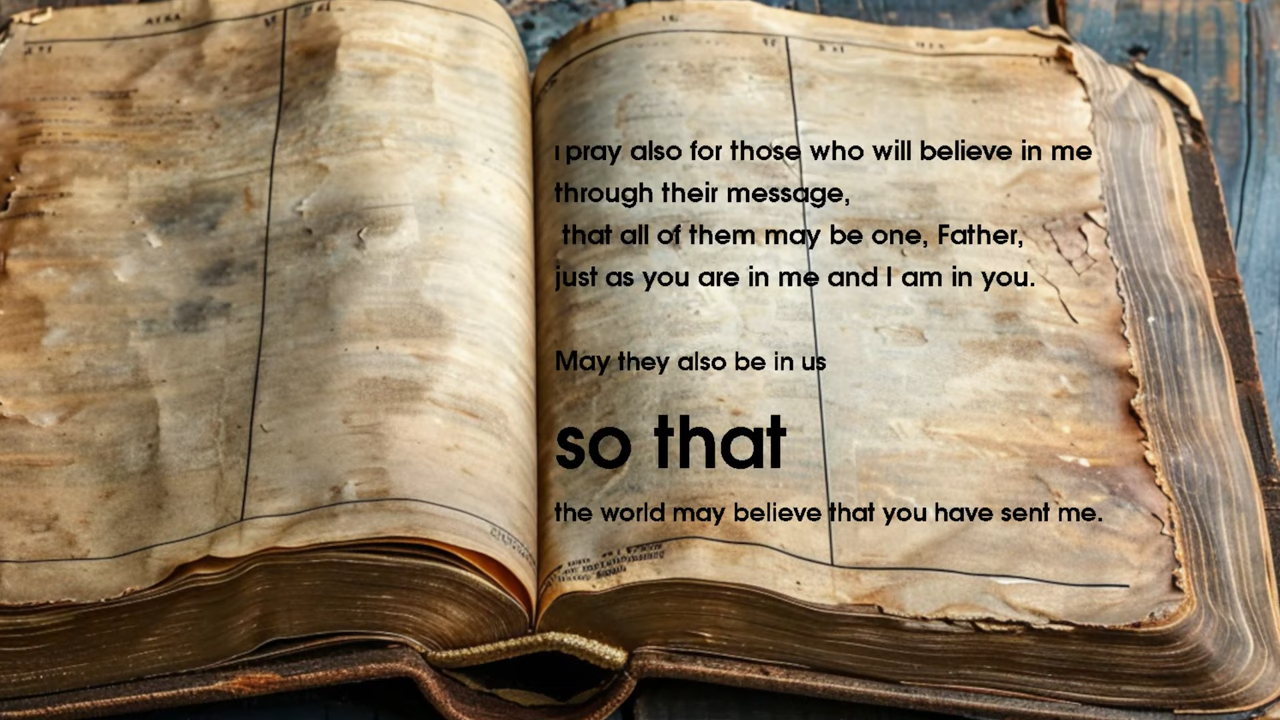 I pray also for those who will believe in me
through their message,
that all of them may be one, Father,
just as you are in me and I am in you.
May they also be in us
so that
the world may believe that you have sent me.